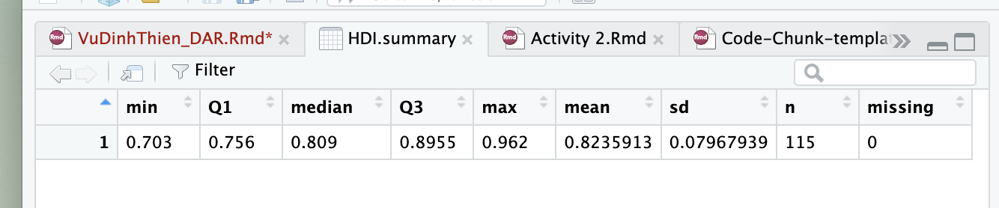 VuDinhThien_DAR.Rmd* HDI.summary Activity 2.Rmd Code-Chunk-templa
Filter
min Q1 median Q3 max mean sd n missing
1 0.703 0.756 0.809 0.8955 0.962 0.8235913 0.07967939 115 0